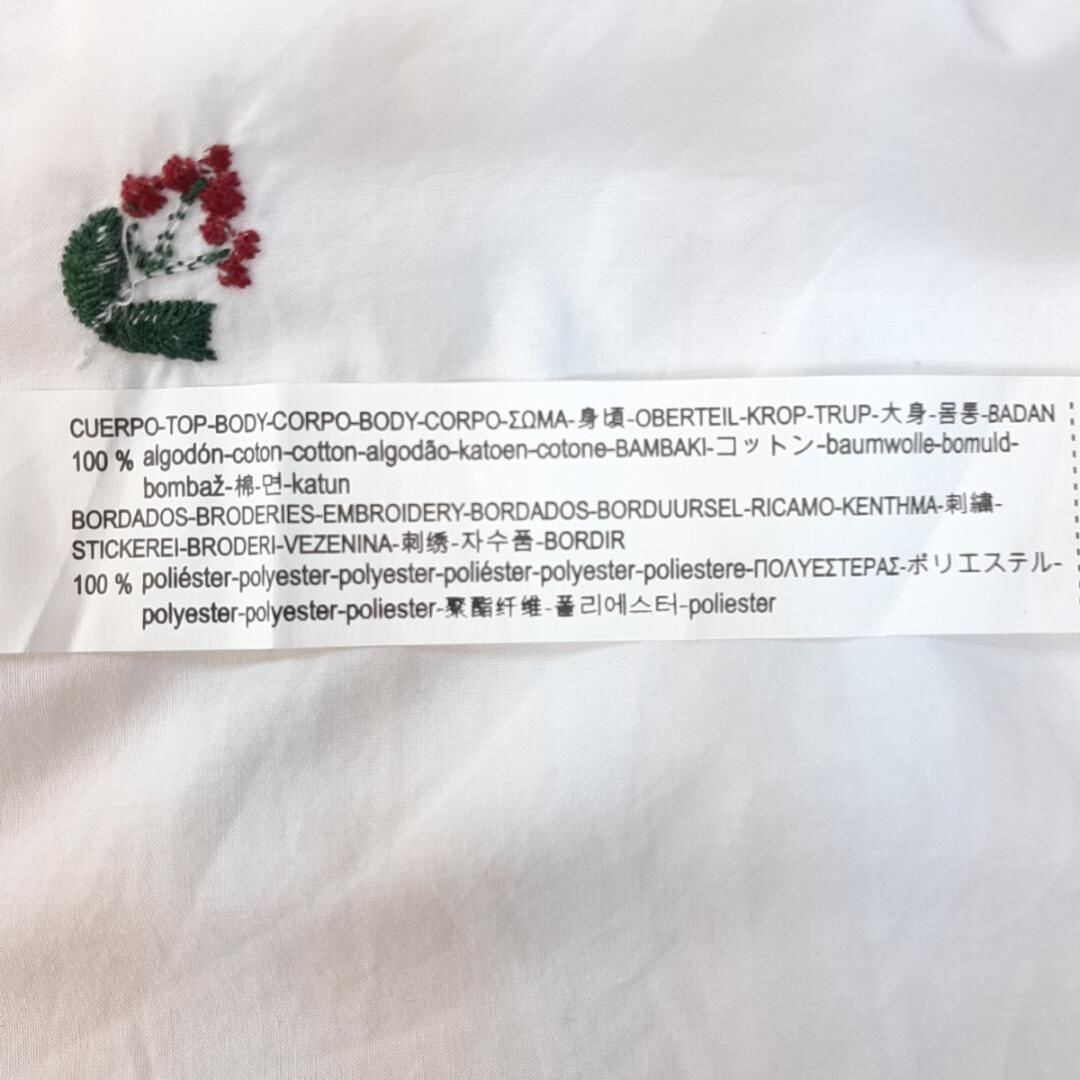 CUERPO-TOP-BODY-CORPO-BODY-CORPO-ΣΩΜΑ-身頃-OBERTEIL-KROP-TRUP-大身-몸통-BADAN
100 % algodón-coton-cotton-algodão-katoen-cotone-BAMBAKI-コットン-baumwolle-bomuld-
bombaž-棉-면-katun
BORDADOS-BRODERIES-EMBROIDERY-BORDADOS-BORDUURSEL-RICAMO-KENTHMA-刺繡-
STICKEREI-BRODERI-VEZENINA-刺绣-자수품-BORDIR
100 % poliéster-polyester-polyester-poliéster-polyester-poliestere-ΠΟΛΥΕΣΤΕΡΑΣ-ポリエステル-
polyester-polyester-poliester-聚酯纤维-폴리에스터-poliester